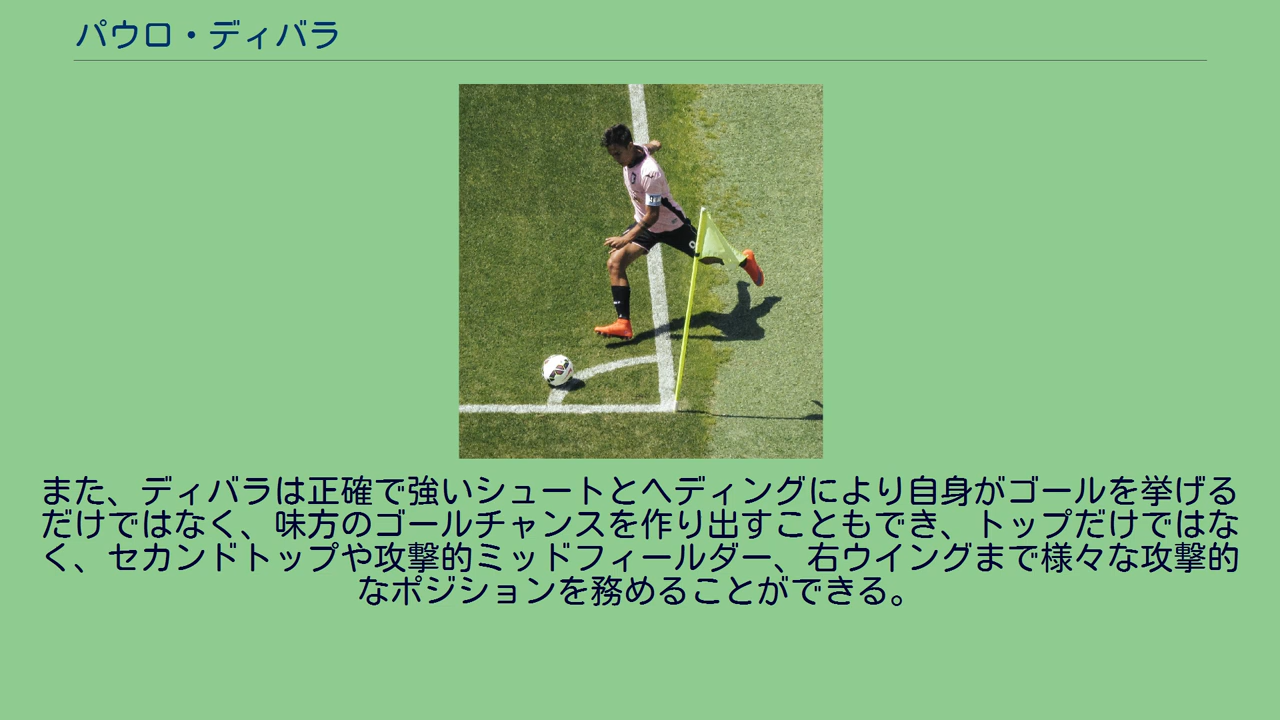 パウロ・ディバラ
また、ディバラは正確で強いシュートとヘディングにより自身がゴールを挙げる
だけではなく、味方のゴールチャンスを作り出すこともでき、トップだけではな
く、セカンドトップや攻撃的ミッドフィールダー、右ウイングまで様々な攻撃的
なポジションを務めることができる。